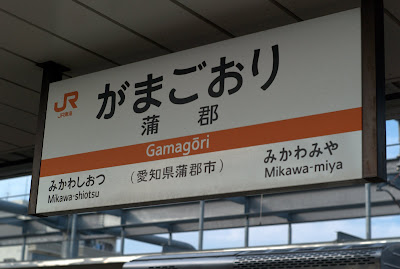 JR
JR東海
がまごおり
蒲郡
Gamagōri
(愛知県蒲郡市)
みかわしおつ
Mikawa-shiotsu
みかわみや
Mikawa-miya